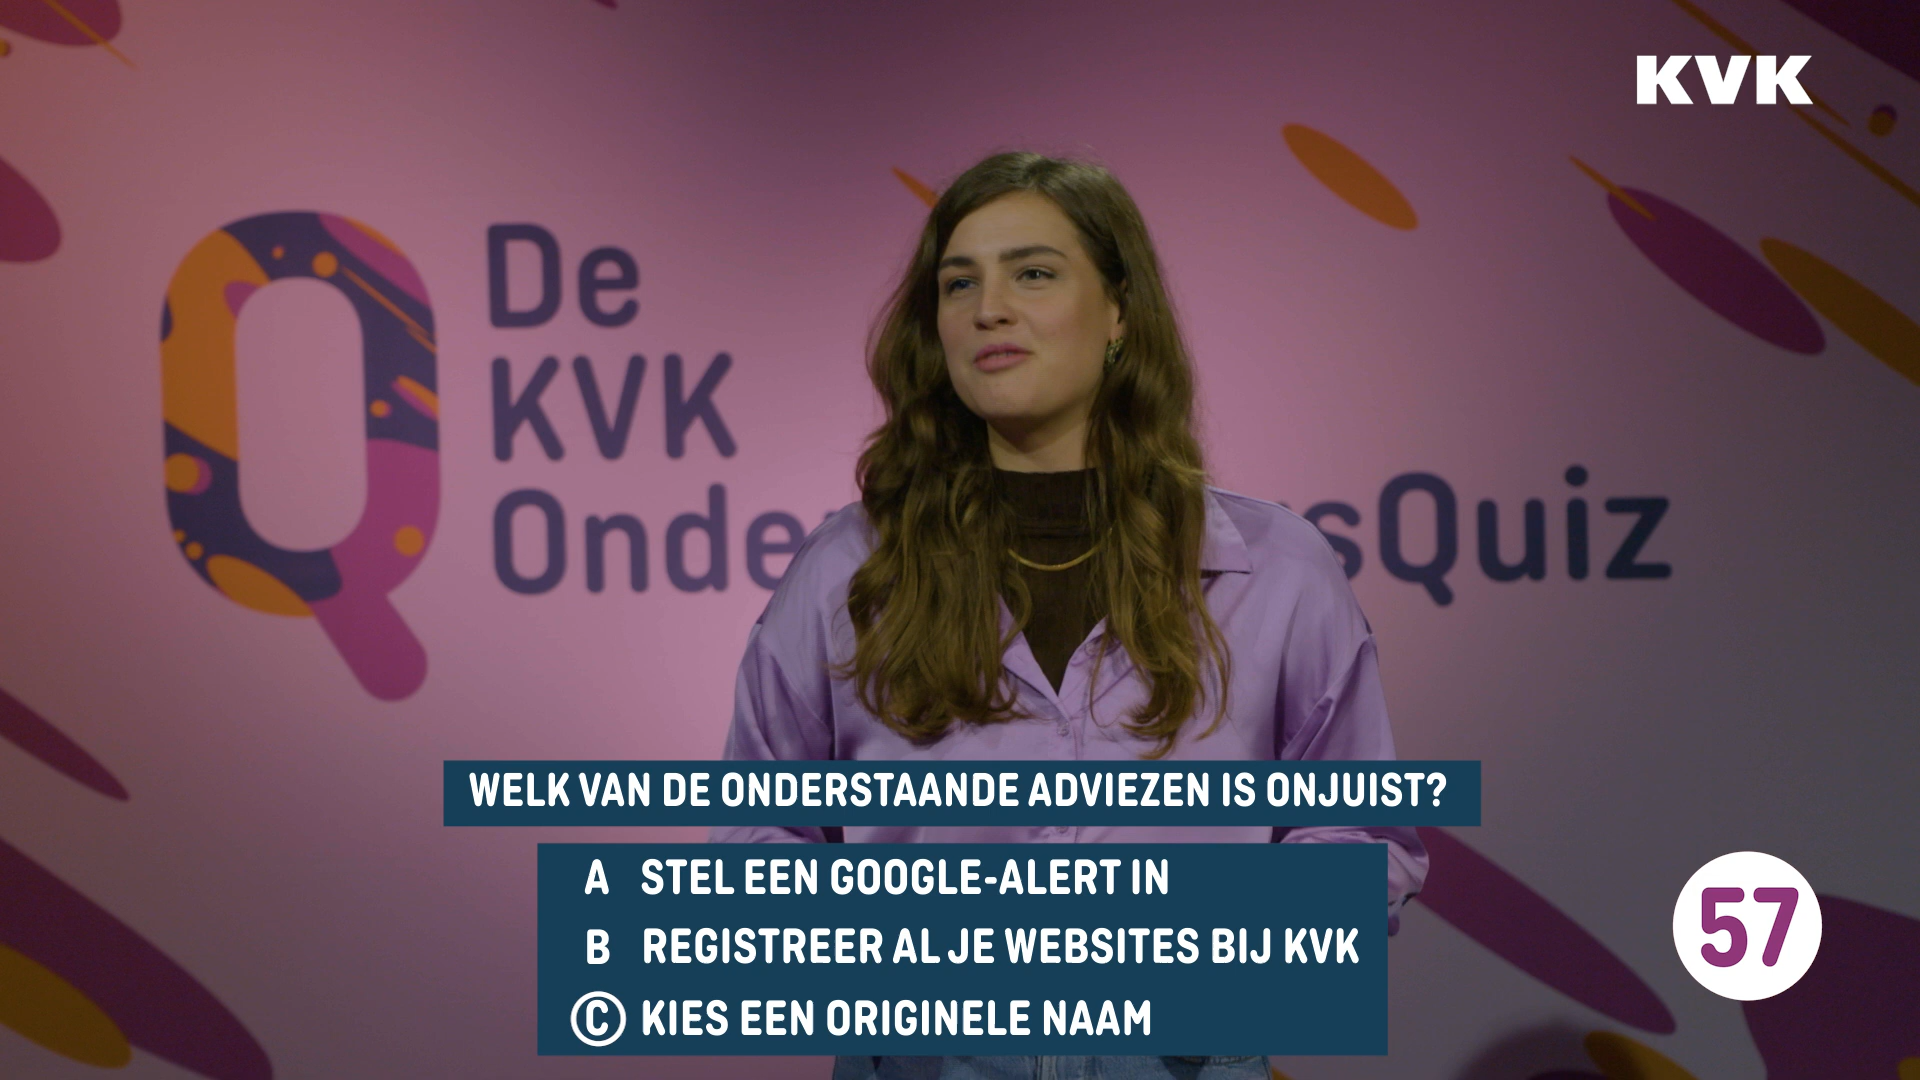 KVK
De
KVK
Onde sQuiz
WELK VAN DE ONDERSTAANDE ADVIEZEN IS ONJUIST?
A STEL EEN GOOGLE-ALERT IN
B REGISTREER AL JE WEBSITES BIJ KVK
C KIES EEN ORIGINELE NAAM
57